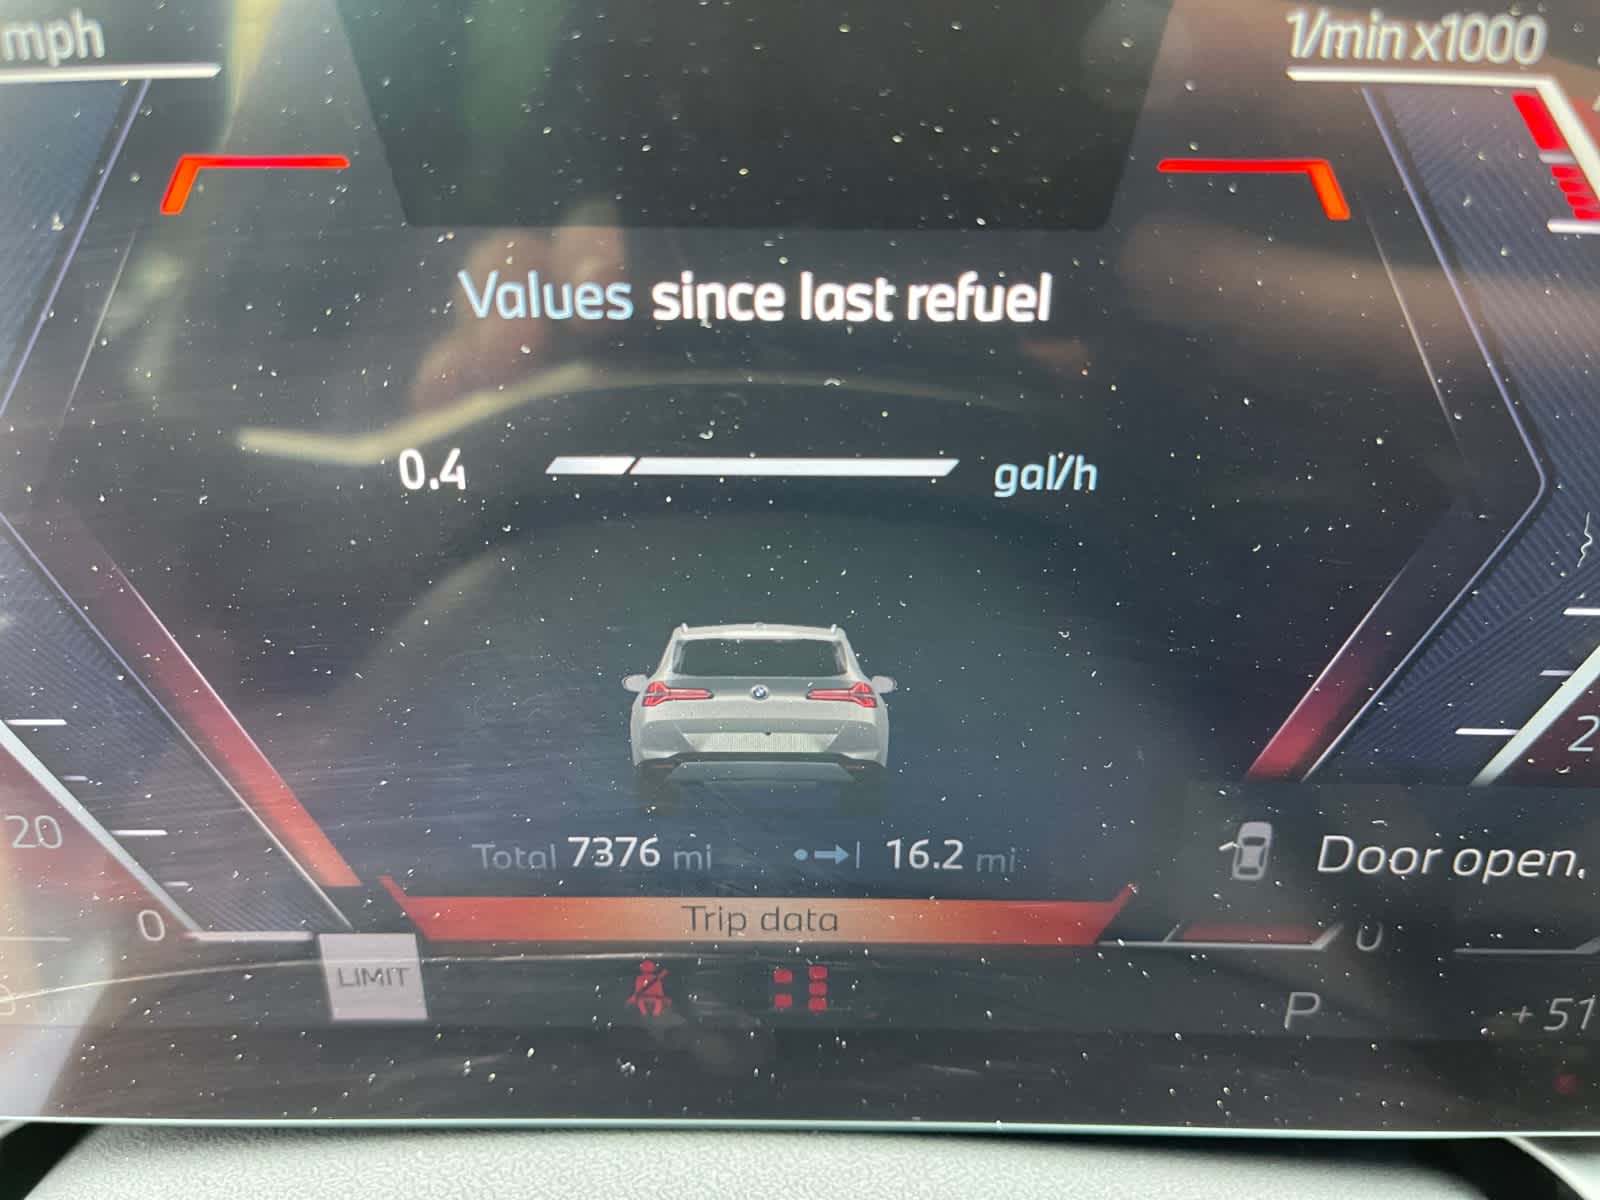 mph
1/min x1000
Values since last refuel
0.4 gal/h
2
20
Total 7376 mi 16.2 mi
Door open.
Trip data
0
0
LIMIT
P
+51